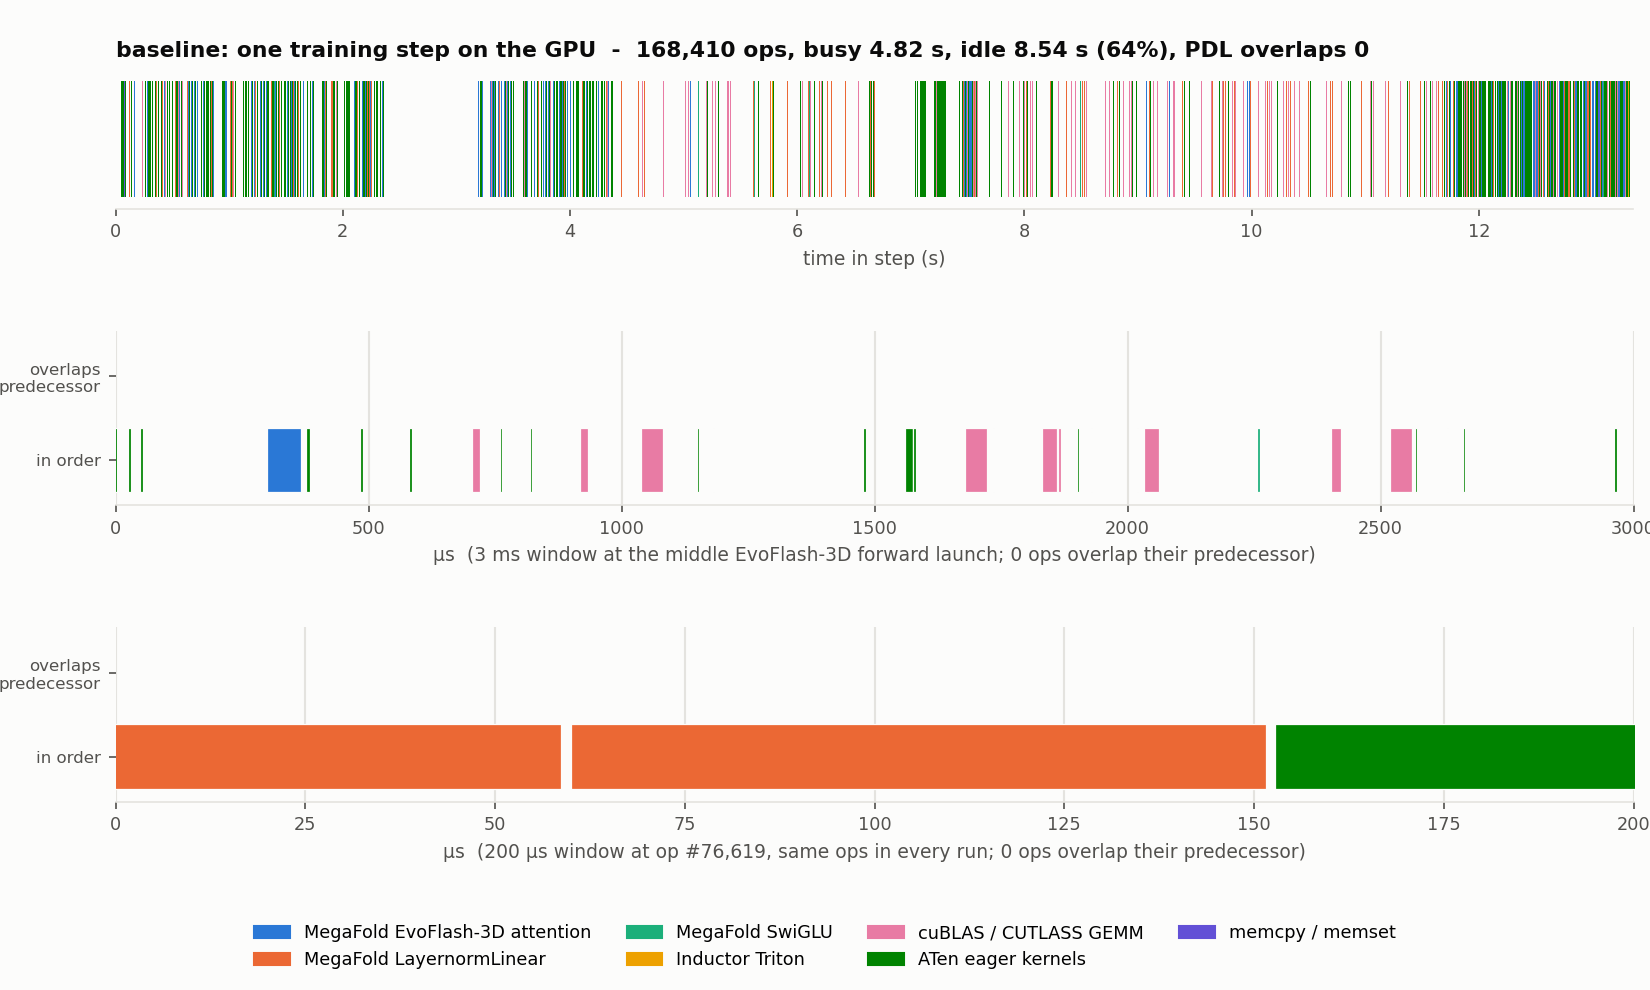 baseline: one training step on the GPU - 168,410 ops, busy 4.82 s, idle 8.54 s (64%), PDL overlaps 0
0 2 4 6 8 10 12
time in step (s)
overlaps
predecessor
in order
0 500 1000 1500 2000 2500 3000
µs (3 ms window at the middle EvoFlash-3D forward launch; 0 ops overlap their predecessor)
overlaps
predecessor
in order
0 25 50 75 100 125 150 175 200
µs (200 µs window at op #76,619, same ops in every run; 0 ops overlap their predecessor)
MegaFold EvoFlash-3D attention MegaFold SwiGLU cuBLAS / CUTLASS GEMM memcpy / memset
MegaFold LayernormLinear Inductor Triton ATen eager kernels